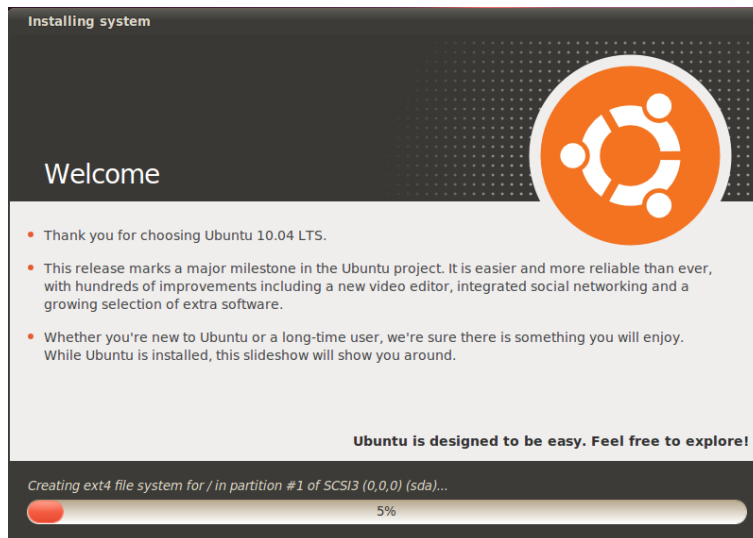 Installing system
Welcome
Thank you for choosing Ubuntu 10.04 LTS.
This release marks a major milestone in the Ubuntu project. It is easier and more reliable than ever,
with hundreds of improvements including a new video editor, integrated social networking and a
growing selection of extra software.
Whether you're new to Ubuntu or a long-time user, we're sure there is something you will enjoy.
While Ubuntu is installed, this slideshow will show you around.
Ubuntu is designed to be easy. Feel free to explore!
Creating ext4 file system for / in partition #1 of SCSI3 (0,0,0) (sda)...
5%